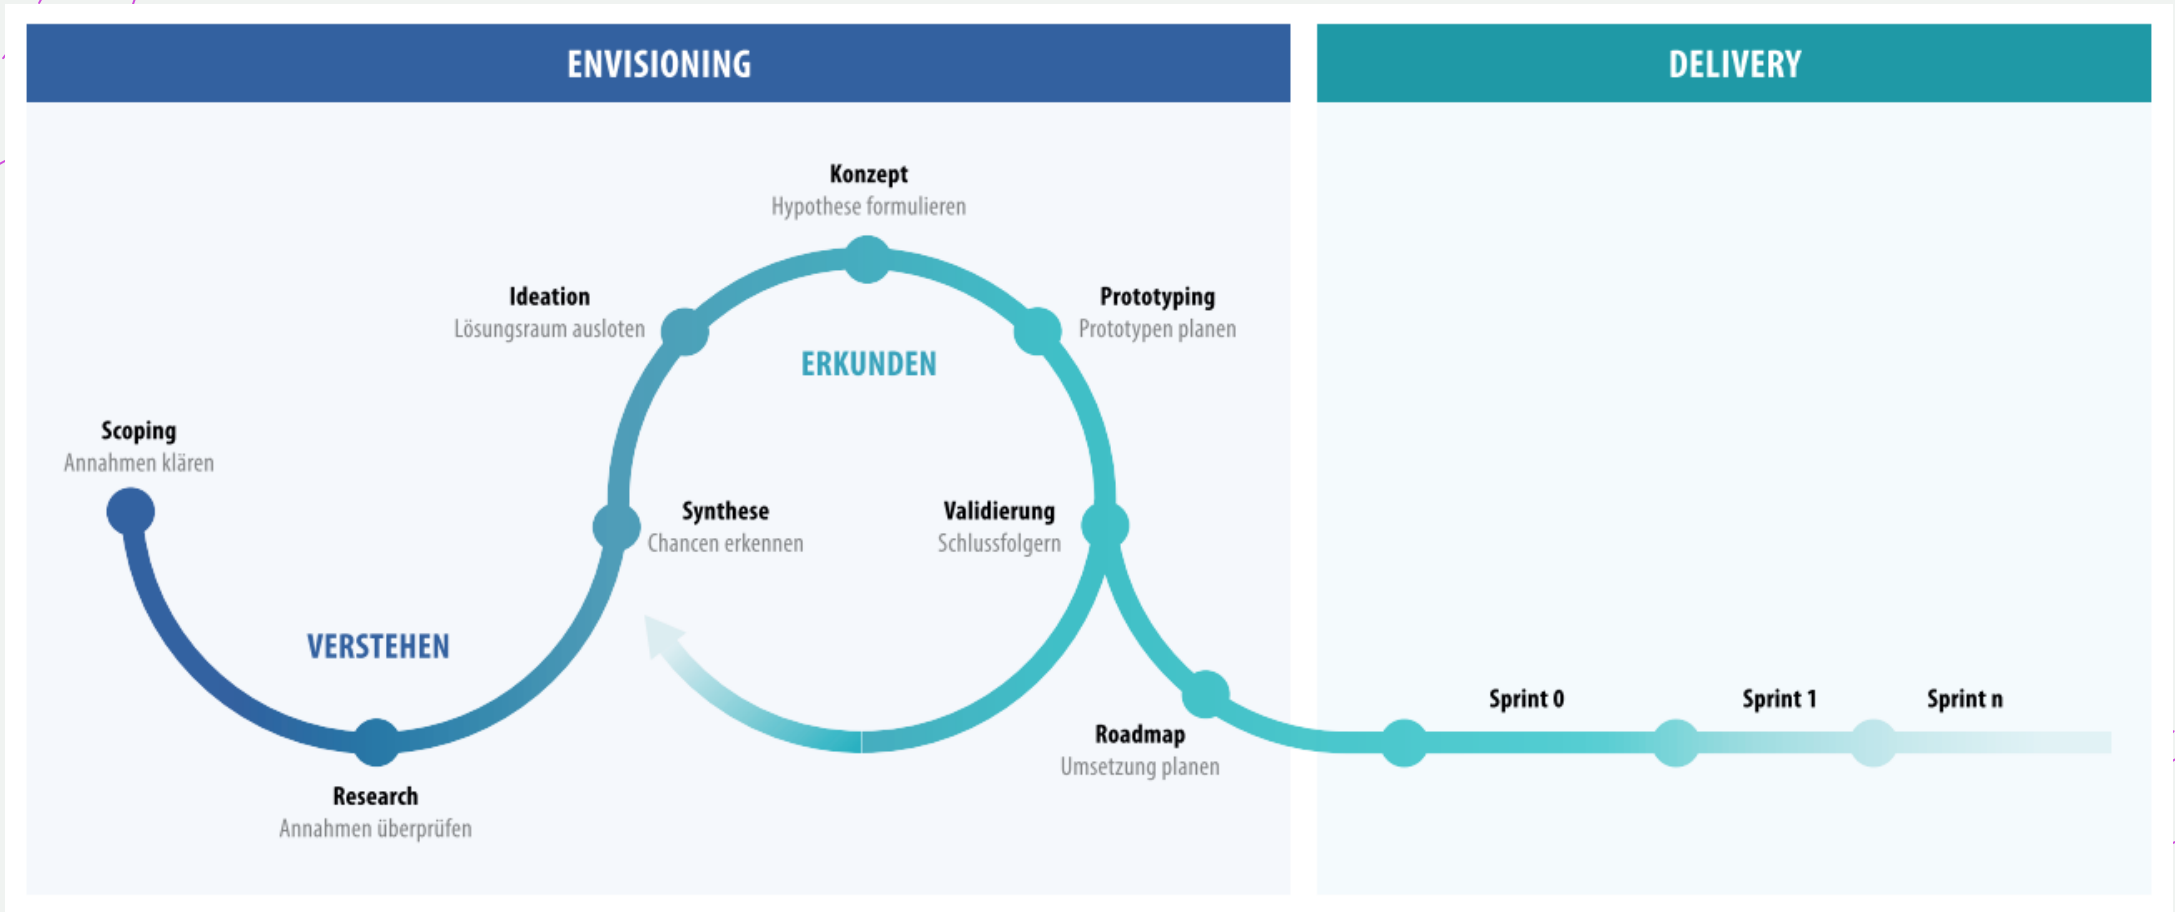 ENVISIONING
DELIVERY
Konzept
Hypothese formulieren
Ideation
Lösungsraum ausloten
Prototyping
Prototypen planen
ERKUNDEN
Scoping
Annahmen klären
Synthese
Chancen erkennen
Validierung
Schlussfolgern
VERSTEHEN
Research
Annahmen überprüfen
Roadmap
Umsetzung planen
Sprint 0
Sprint 1
Sprint n